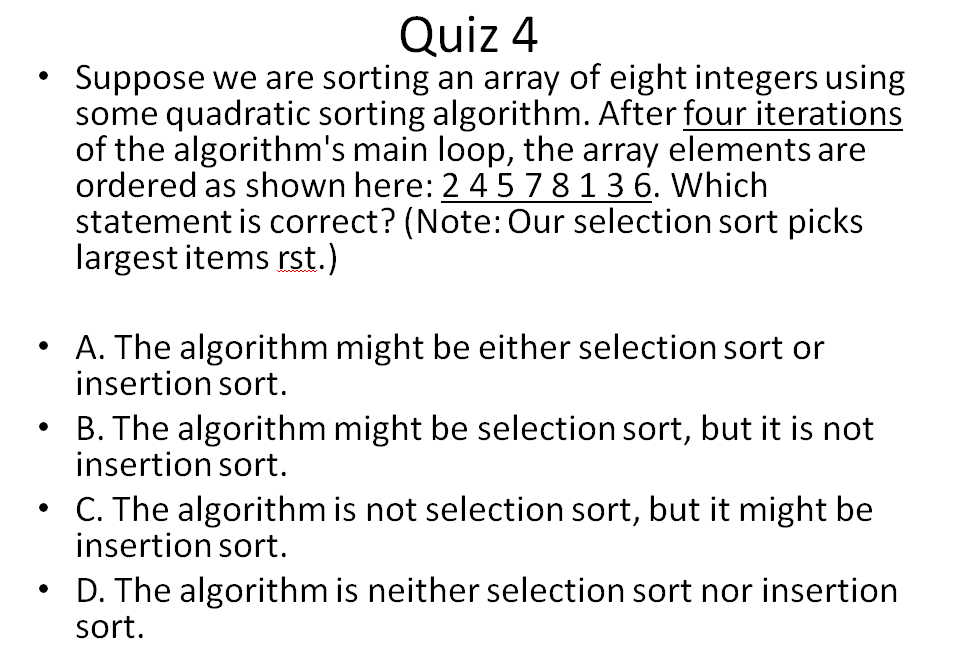 Quiz 4
• Suppose we are sorting an array of eight integers using
some quadratic sorting algorithm. After four iterations
of the algorithm's main loop, the array elements are
ordered as shown here: 2 4 5 7 8 1 3 6. Which
statement is correct? (Note: Our selection sort picks
largest items rst.)
• A. The algorithm might be either selection sort or
insertion sort.
• B. The algorithm might be selection sort, but it is not
insertion sort.
• C. The algorithm is not selection sort, but it might be
insertion sort.
• D. The algorithm is neither selection sort nor insertion
sort.